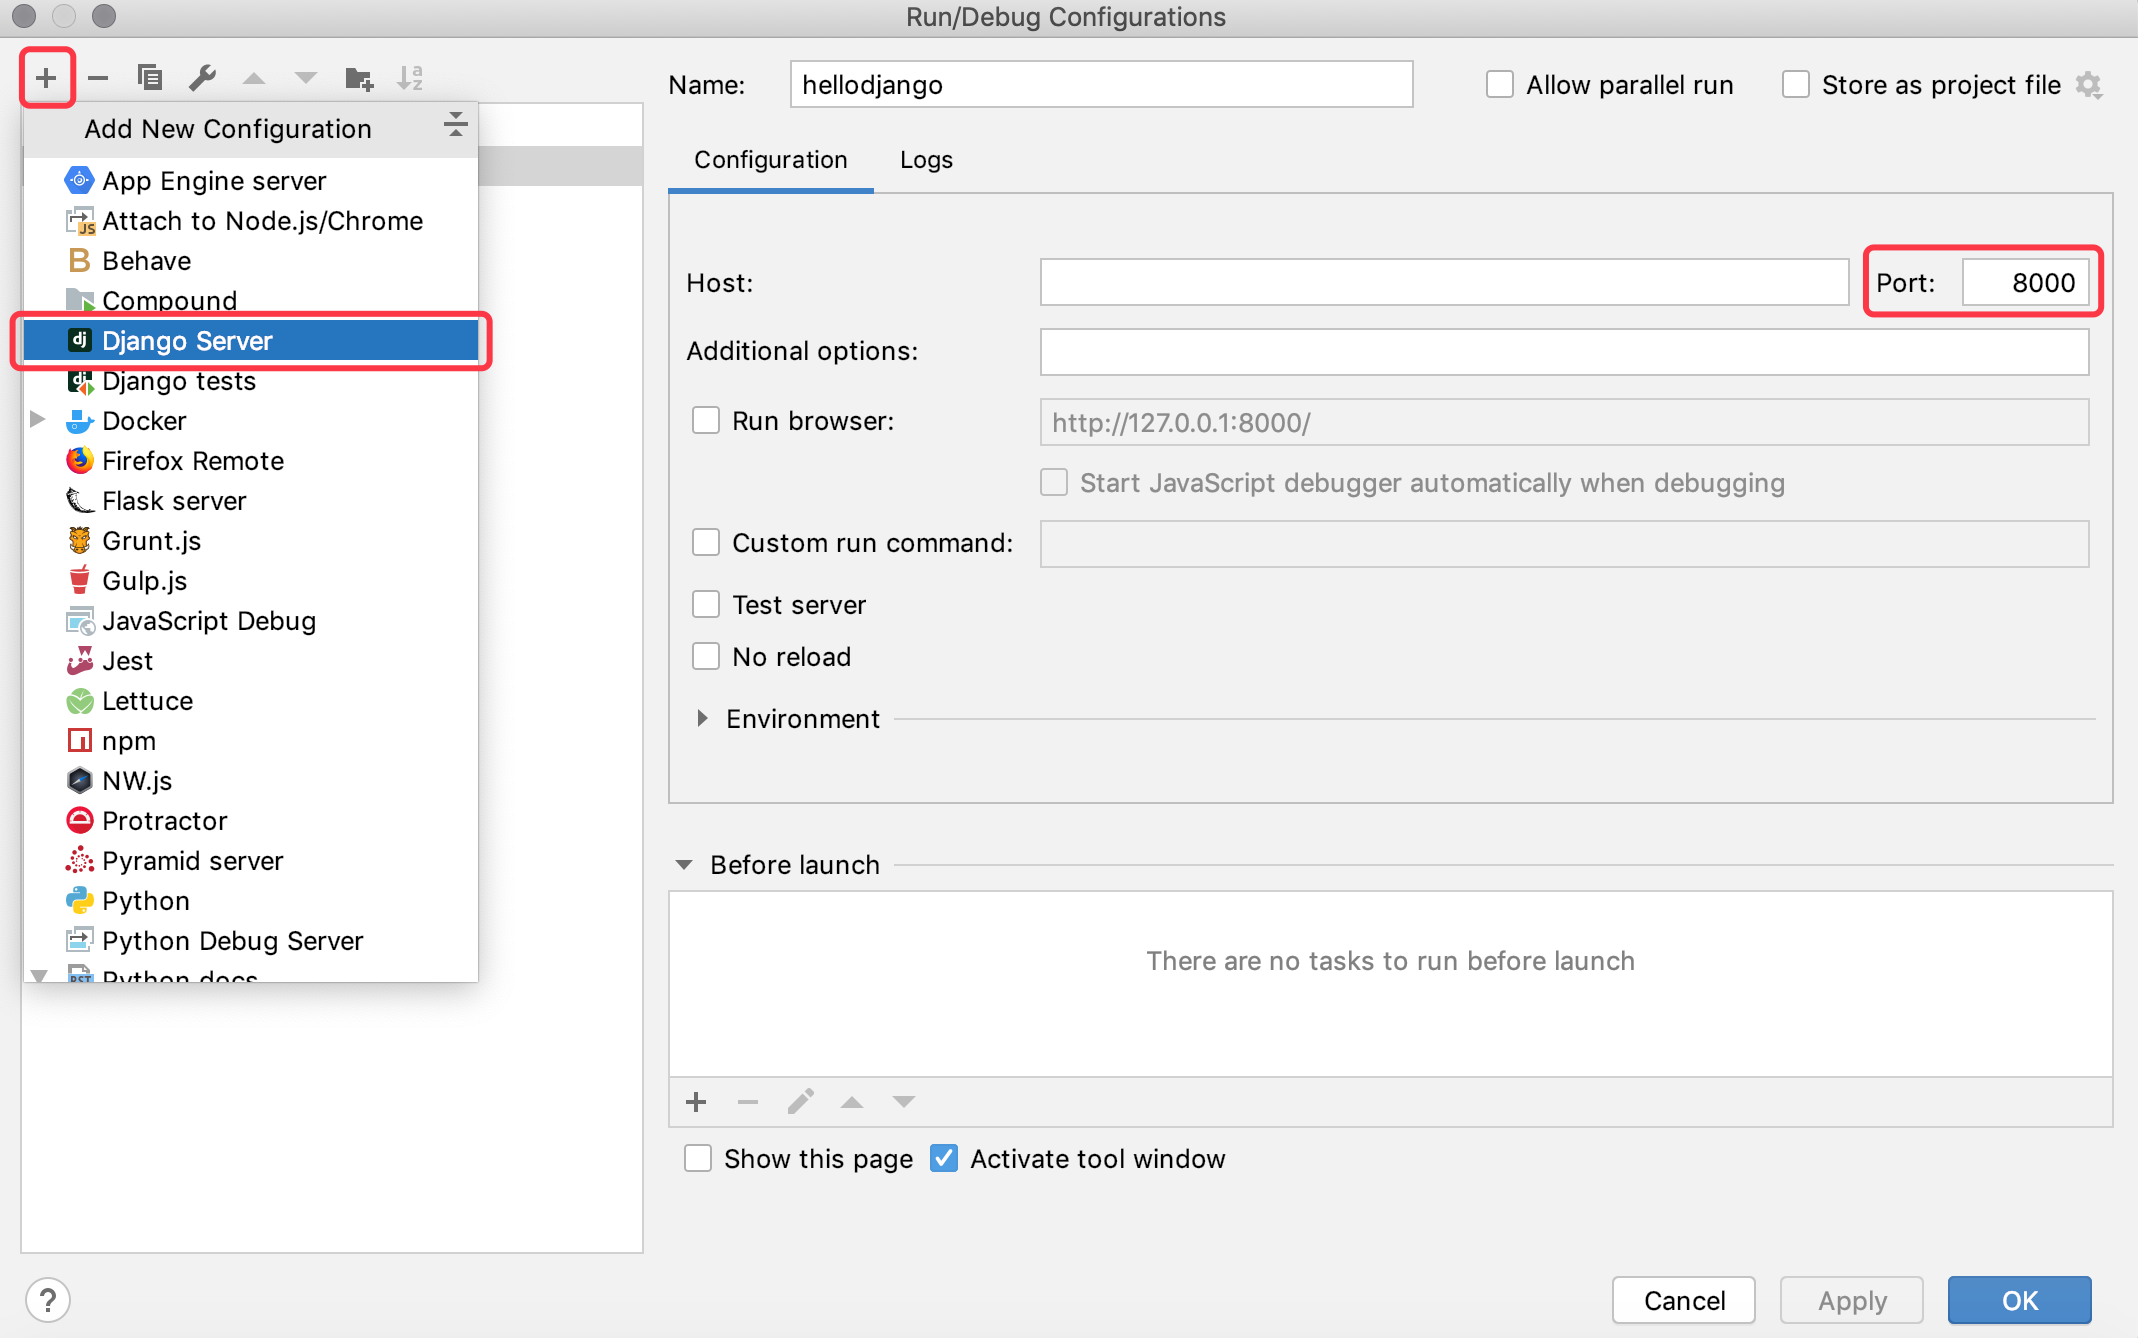 Run/Debug Configurations
Add New Configuration
App Engine server
Attach to Node.js/Chrome
Behave
Compound
Django Server
Django tests
Docker
Firefox Remote
Flask server
Grunt.js
Gulp.js
JavaScript Debug
Jest
Lettuce
npm
NW.js
Protractor
Pyramid server
Python
Python Debug Server
Python docs
Name: hellodjango
Allow parallel run
Store as project file
Configuration Logs
Host: Port: 8000
Additional options:
Run browser: http://127.0.0.1:8000/
Start JavaScript debugger automatically when debugging
Custom run command:
Test server
No reload
Environment
Before launch
There are no tasks to run before launch
Show this page Activate tool window
? Cancel Apply OK